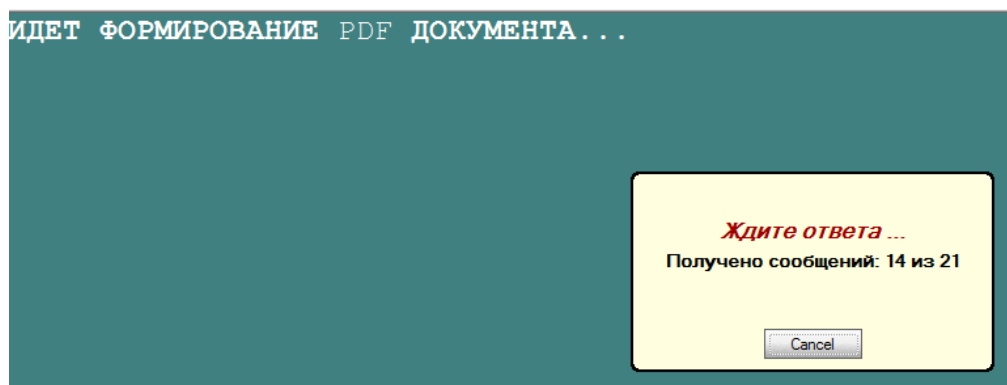 ИДЕТ ФОРМИРОВАНИЕ PDF ДОКУМЕНТА...
Ждите ответа ...
Получено сообщений: 14 из 21
Cancel